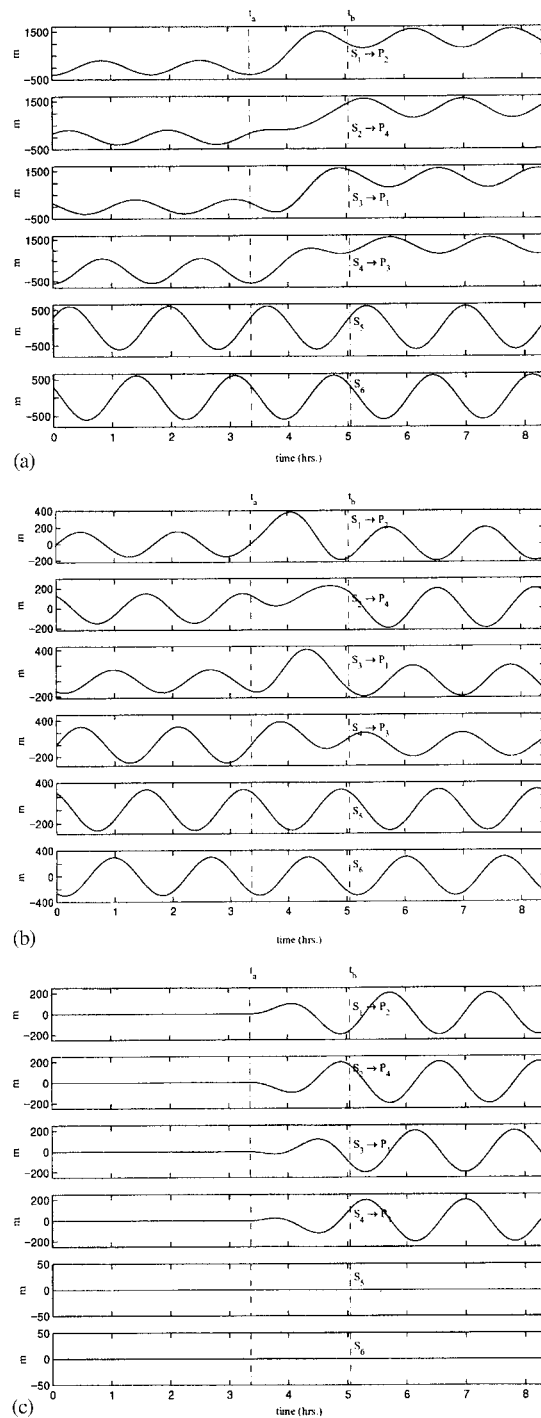 t_a t_b
1500
m
-500
S_1 → P_2
1500
m
-500
S_2 → P_4
1500
m
-500
S_3 → P_1
1500
m
-500
S_4 → P_3
500
m
-500
S_5
500
m
-500
S_6
0 1 2 3 4 5 6 7 8
time (hrs.)
(a)
t_a t_b
400
200
m
0
-200
S_1 → P_2
200
m
0
-200
S_2 → P_4
400
m
-200
S_3 → P_1
400
m
-200
S_4 → P_3
400
m
-200
S_5
400
m
0
-400
S_6
0 1 2 3 4 5 6 7 8
time (hrs.)
(b)
t_a t_b
200
m
0
-200
S_1 → P_2
200
m
0
-200
S_2 → P_4
200
m
0
-200
S_3 → P_1
200
m
0
-200
S_4 → P_3
50
m
0
-50
S_5
50
m
0
-50
S_6
0 1 2 3 4 5 6 7 8
time (hrs.)
(c)